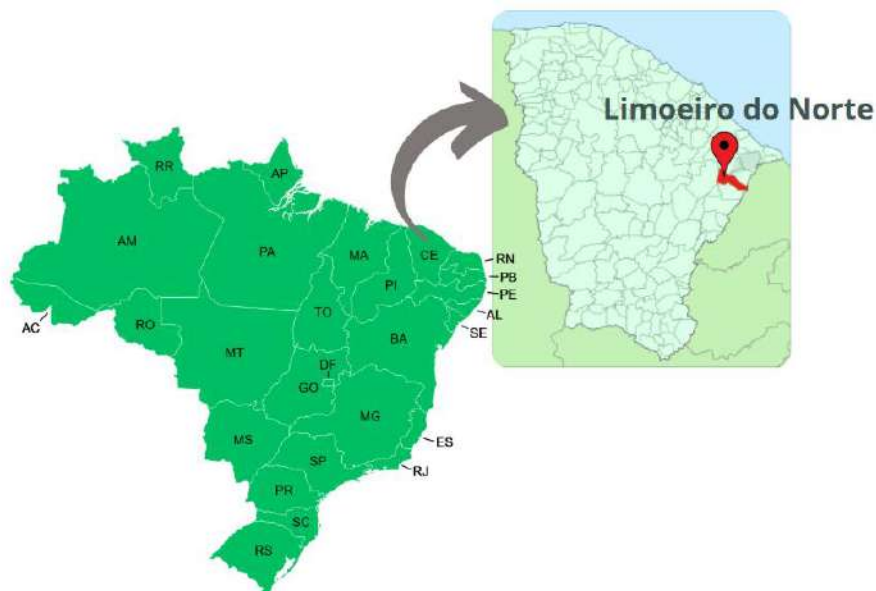 Limoeiro do Norte
RR
AP
AM
PA
MA
CE
RN
PI
PB
PE
AC
RO
TO
AL
SE
BA
MT
DF
GO
MG
MS
ES
SP
RJ
PR
SC
RS